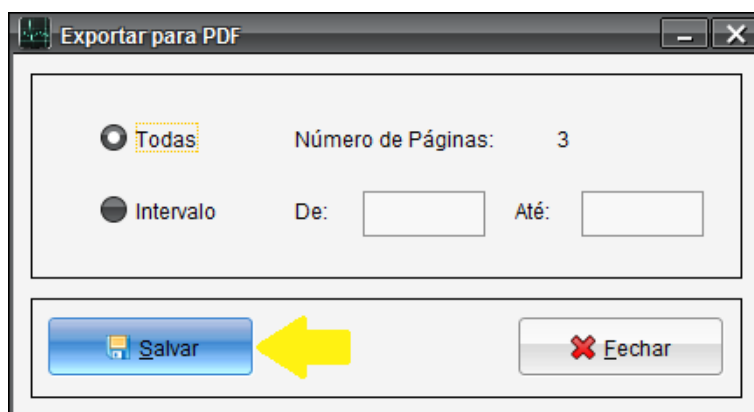 Exportar para PDF
Todas Número de Páginas: 3
Intervalo De: Até:
Salvar Fechar